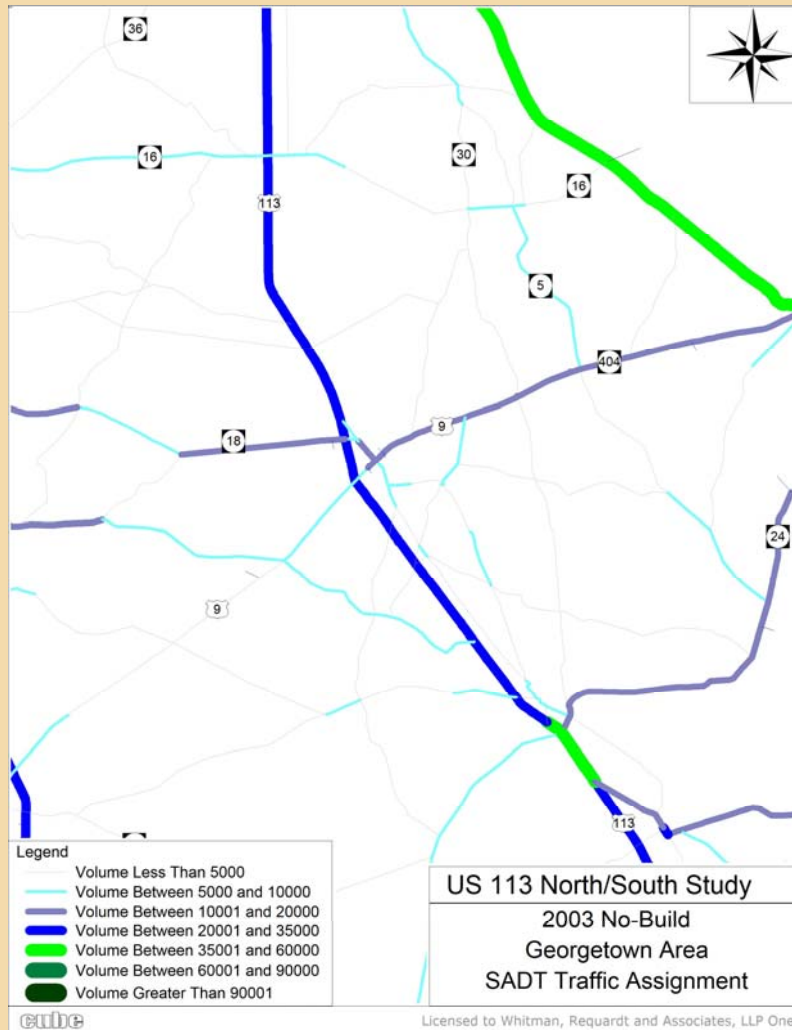 36
16
30
113
16
5
404
9
18
24
9
113
Legend
Volume Less Than 5000
Volume Between 5000 and 10000
Volume Between 10001 and 20000
Volume Between 20001 and 35000
Volume Between 35001 and 60000
Volume Between 60001 and 90000
Volume Greater Than 90001
US 113 North/South Study
2003 No-Build
Georgetown Area
SADT Traffic Assignment
cube
Licensed to Whitman, Requardt and Associates, LLP One